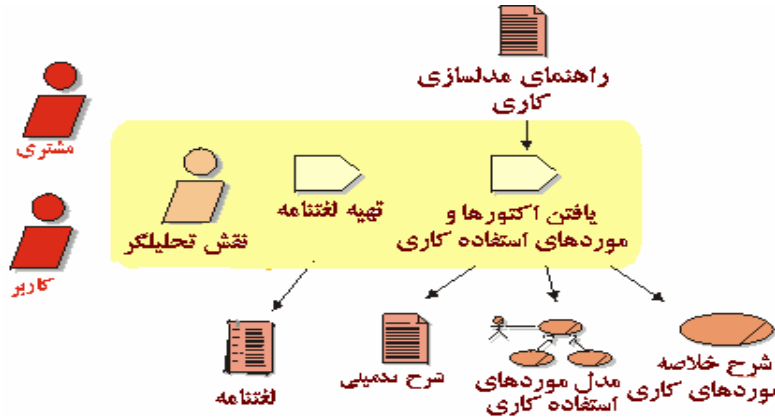 راهنمای مدلسازی
کاری
مشتری
یافتن اکتورها و
موردهای استفاده کاری
تهیه لغتنامه
نقش تحلیلگر
کاربر
شرح خلاصه
موردهای کاری
مدل موردهای
استفاده کاری
شرح تکمیلی
لغتنامه